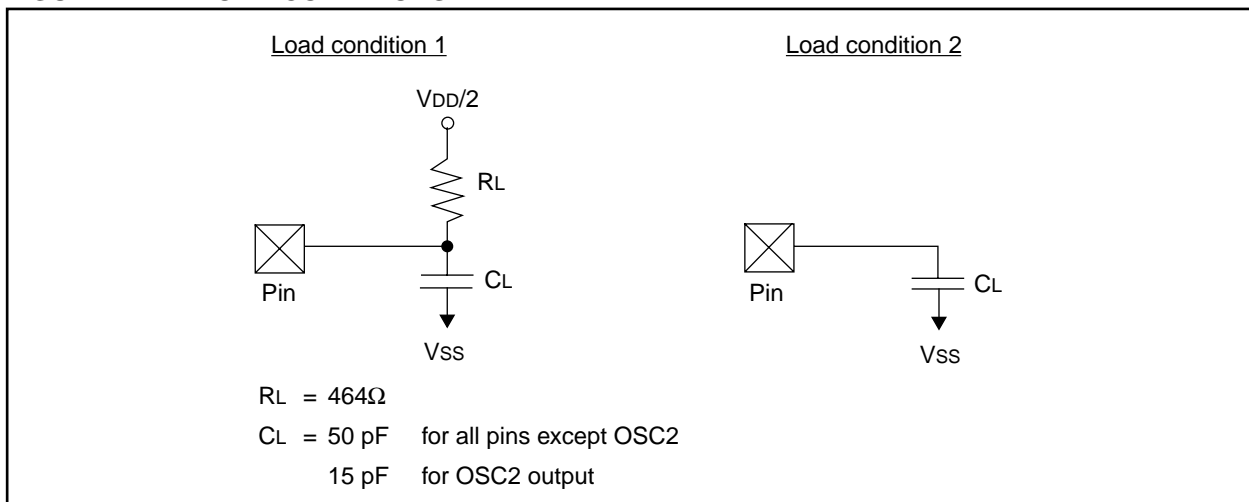 Load condition 1
Load condition 2
VDD/2
RL
Pin
CL
VSS
Pin
CL
VSS
RL = 464Ω
CL = 50 pF for all pins except OSC2
15 pF for OSC2 output